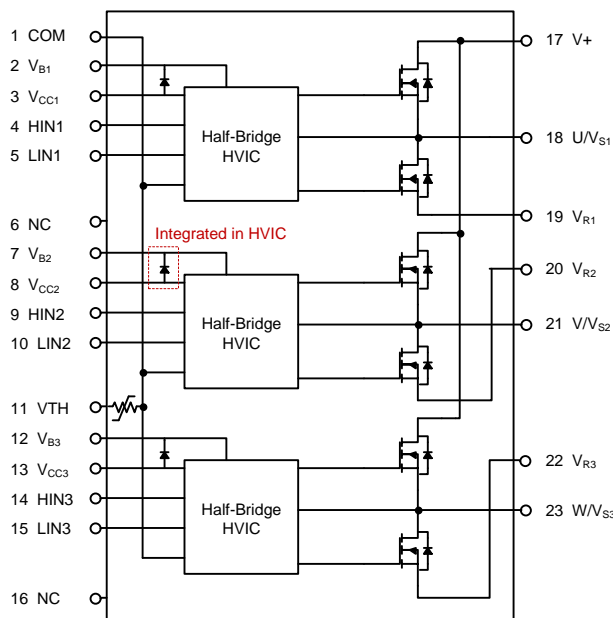 1 COM
2 VB1
3 VCC1
4 HIN1
5 LIN1
6 NC
7 VB2
8 VCC2
9 HIN2
10 LIN2
11 VTH
12 VB3
13 VCC3
14 HIN3
15 LIN3
16 NC
Half-Bridge
HVIC
Integrated in HVIC
Half-Bridge
HVIC
Half-Bridge
HVIC
17 V+
18 U/VS1
19 VR1
20 VR2
21 V/VS2
22 VR3
23 W/VS3